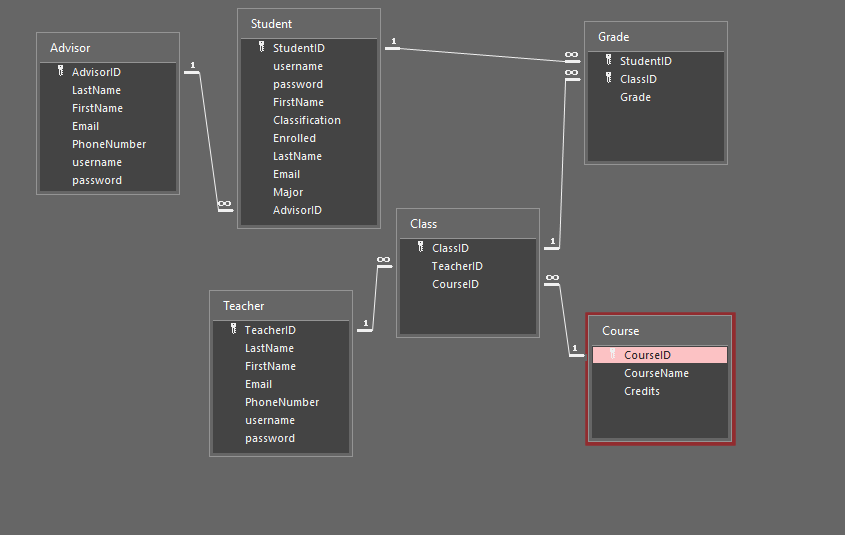 Advisor
AdvisorID
LastName
FirstName
Email
PhoneNumber
username
password
Student
StudentID
username
password
FirstName
Classification
Enrolled
LastName
Email
Major
AdvisorID
Grade
StudentID
ClassID
Grade
Class
ClassID
TeacherID
CourseID
Teacher
TeacherID
LastName
FirstName
Email
PhoneNumber
username
password
Course
CourseID
CourseName
Credits
1
∞
1
∞
∞
1
∞
1
∞
1